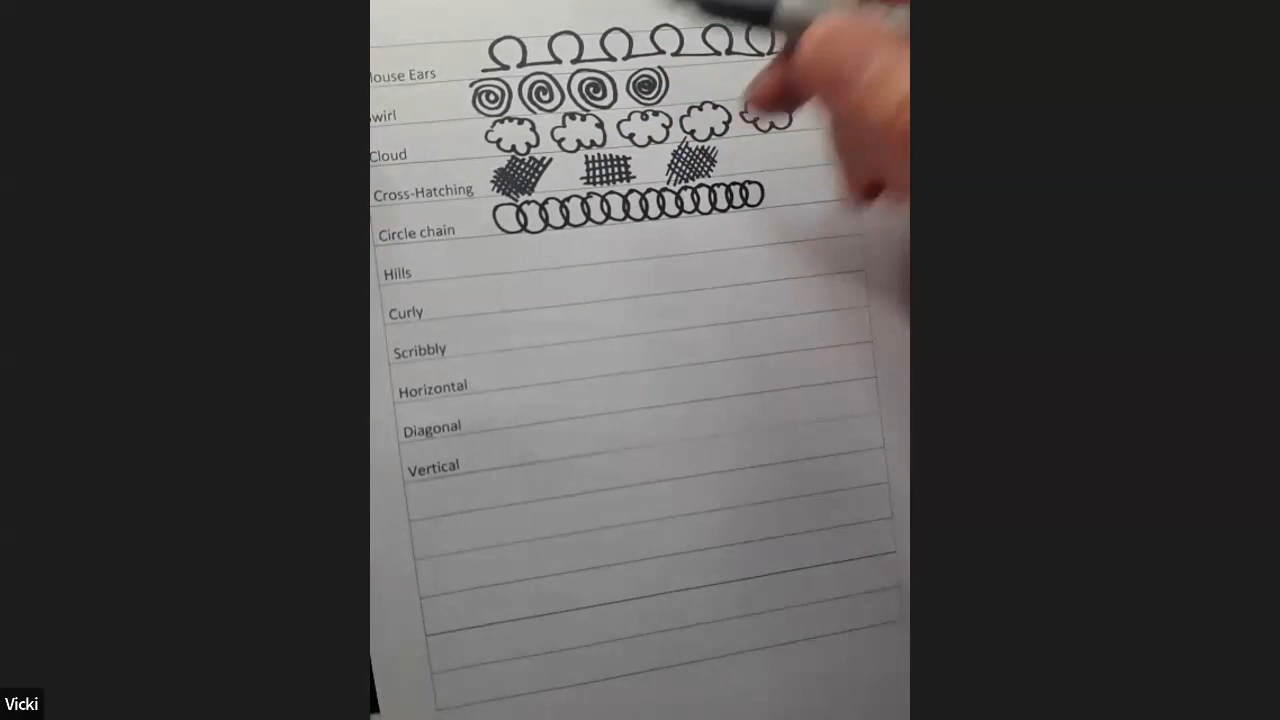 ouse Ears
wirl
Cloud
Cross-Hatching
Circle chain
Hills
Curly
Scribbly
Horizontal
Diagonal
Vertical
Vicki